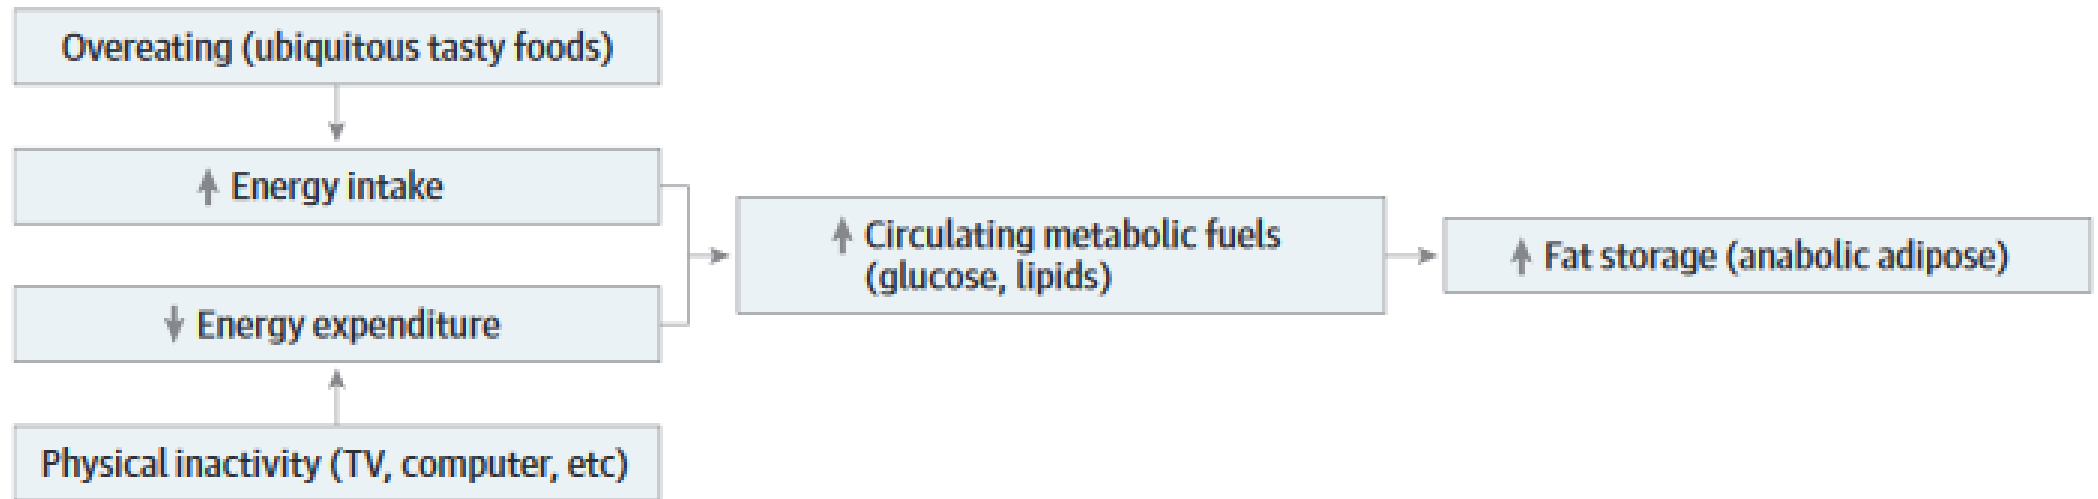 Overeating (ubiquitous tasty foods)
↑ Energy intake
↓ Energy expenditure
Physical inactivity (TV, computer, etc)
↑ Circulating metabolic fuels
(glucose, lipids)
↑ Fat storage (anabolic adipose)